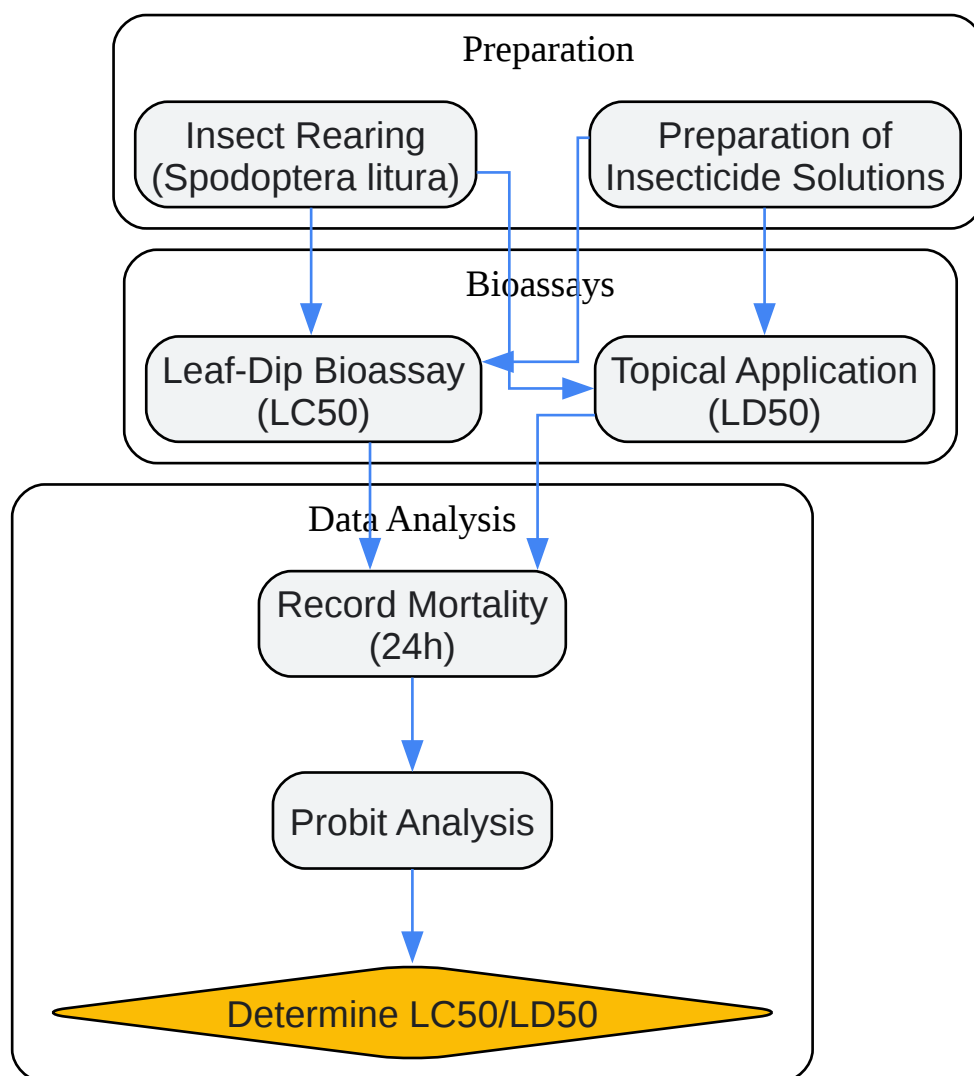 Preparation
Insect Rearing
(Spodoptera litura)
Preparation of
Insecticide Solutions
Bioassays
Leaf-Dip Bioassay
(LC50)
Topical Application
(LD50)
Data Analysis
Record Mortality
(24h)
Probit Analysis
Determine LC50/LD50